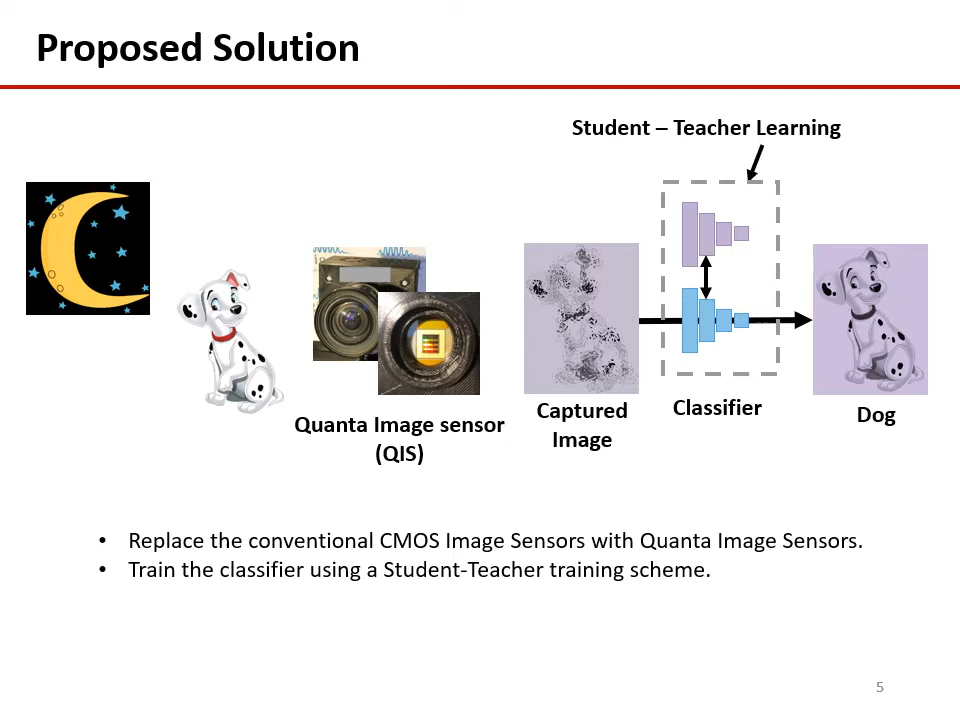 Proposed Solution
Student – Teacher Learning
Quanta Image sensor
(QIS)
Captured
Image
Classifier
Dog
• Replace the conventional CMOS Image Sensors with Quanta Image Sensors.
• Train the classifier using a Student-Teacher training scheme.
5